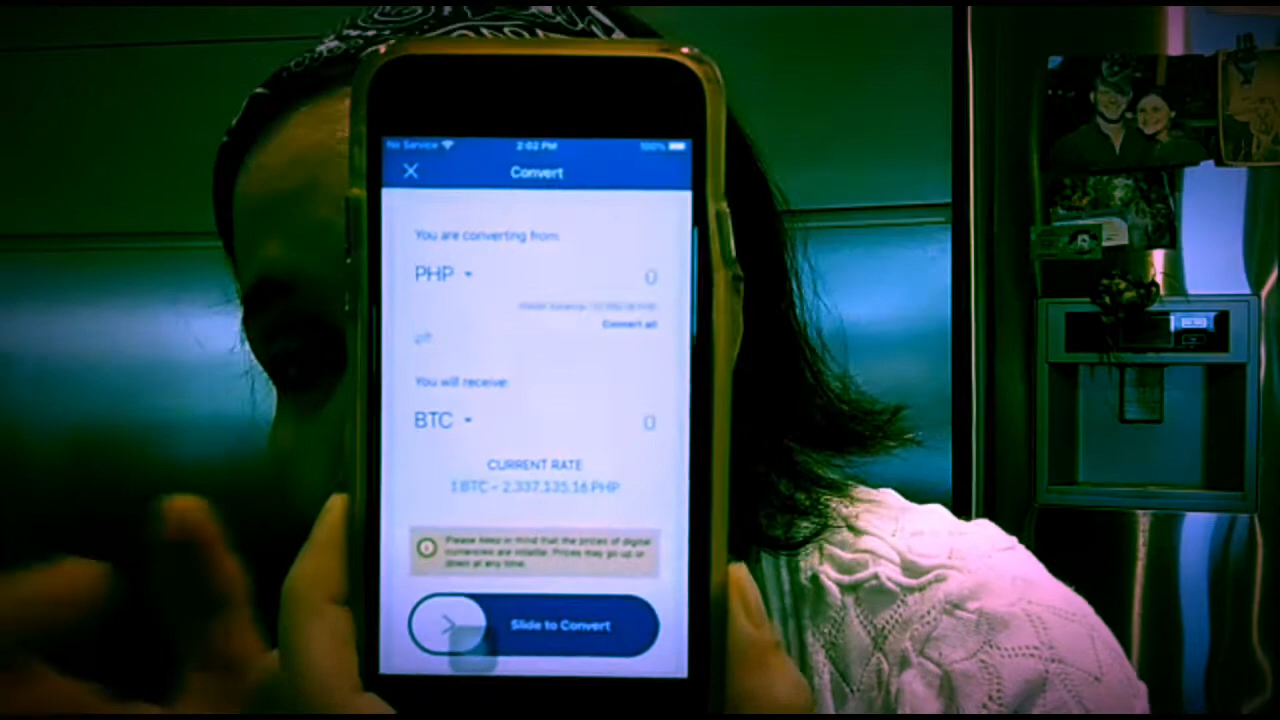 No Service 2:02 PM 100%
Convert
You are converting from:
PHP 0
Convert all
You will receive:
BTC 0
CURRENT RATE
1 BTC = 2,337,135.16 PHP
Please keep in mind that the prices of digital
currencies are volatile. Prices may go up or
down at any time.
Slide to Convert